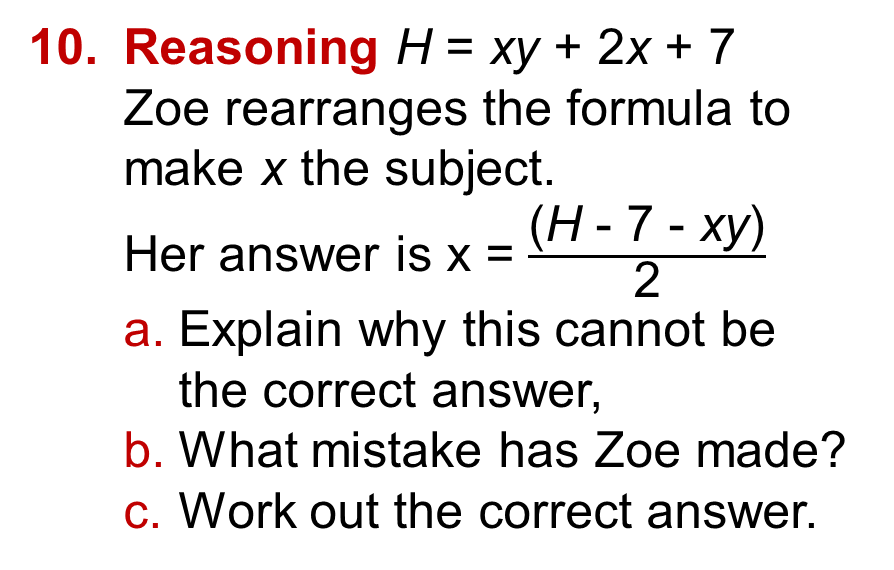 10. Reasoning H = xy + 2x + 7
Zoe rearranges the formula to
make x the subject.
Her answer is x = (H - 7 - xy)
2
a. Explain why this cannot be
the correct answer,
b. What mistake has Zoe made?
c. Work out the correct answer.